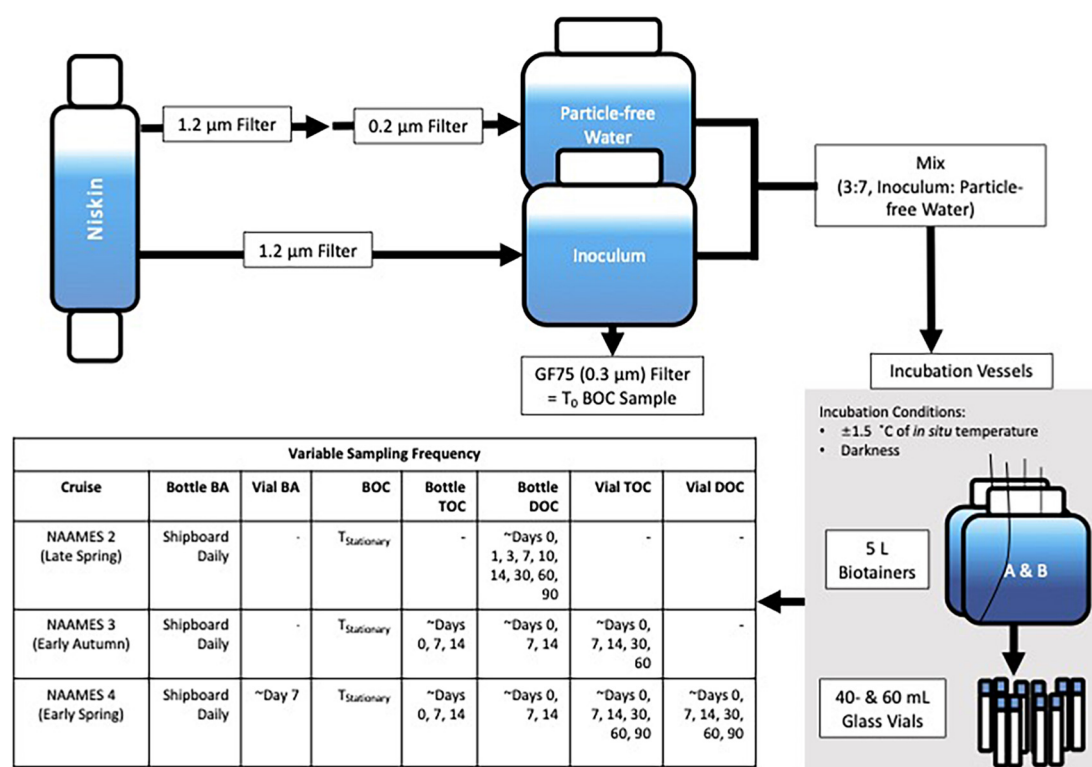 Niskin
1.2 µm Filter
0.2 µm Filter
Particle-free
Water
1.2 µm Filter
Inoculum
Mix
(3:7, Inoculum: Particle-
free Water)
GF75 (0.3 µm) Filter
= T0 BOC Sample
Incubation Vessels
Incubation Conditions:
• ±1.5 ˚C of in situ temperature
• Darkness
5 L
Biotainers
A & B
40- & 60 mL
Glass Vials
Variable Sampling Frequency
Cruise
Bottle BA
Vial BA
BOC
Bottle
TOC
Bottle
DOC
Vial TOC
Vial DOC
NAAMES 2
(Late Spring)
Shipboard
Daily
-
TStationary
-
~Days 0,
1, 3, 7, 10,
14, 30, 60,
90
-
-
NAAMES 3
(Early Autumn)
Shipboard
Daily
-
TStationary
~Days
0, 7, 14
~Days 0,
7, 14
~Days 0,
7, 14, 30,
60
-
NAAMES 4
(Early Spring)
Shipboard
Daily
~Day 7
TStationary
~Days
0, 7, 14
~Days 0,
7, 14
~Days 0,
7, 14, 30,
60, 90
~Days 0,
7, 14, 30,
60, 90